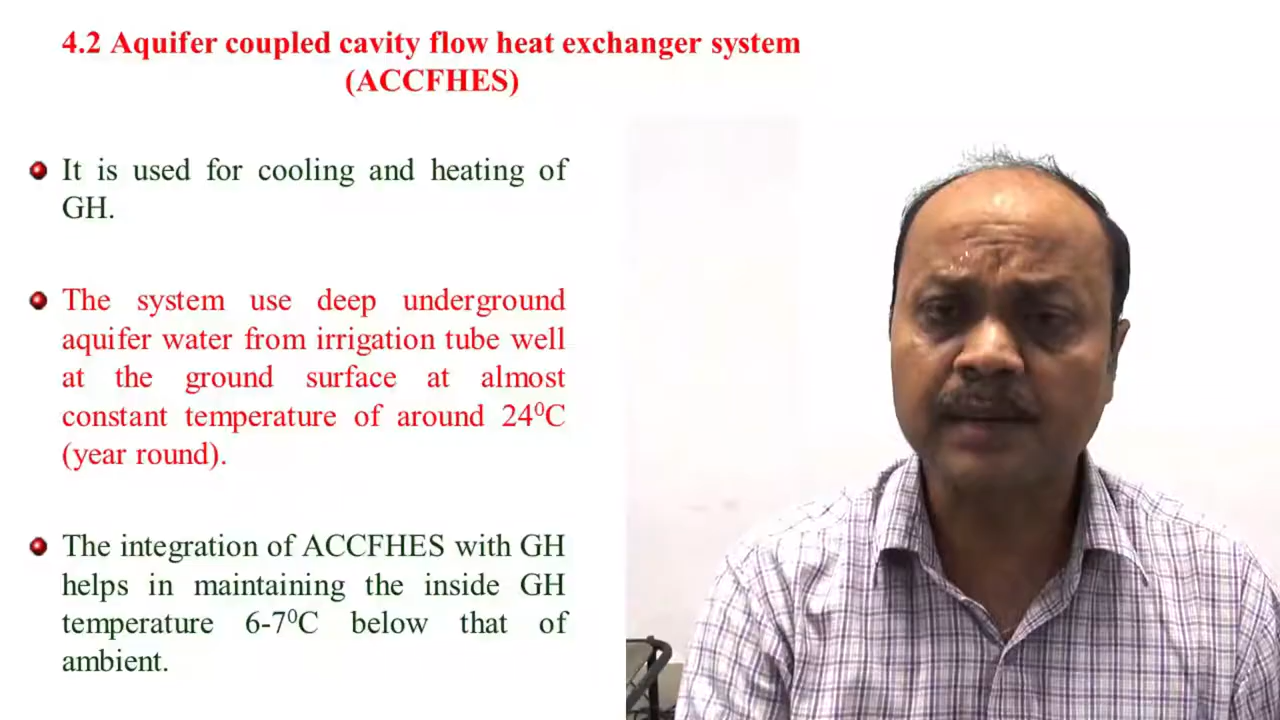 4.2 Aquifer coupled cavity flow heat exchanger system
(ACCFHES)
It is used for cooling and heating of
GH.
The system use deep underground
aquifer water from irrigation tube well
at the ground surface at almost
constant temperature of around 24⁰C
(year round).
The integration of ACCFHES with GH
helps in maintaining the inside GH
temperature 6-7⁰C below that of
ambient.